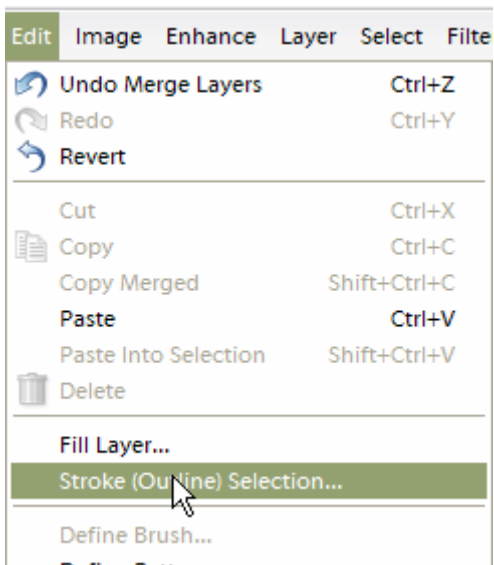 Edit Image Enhance Layer Select Filte
Undo Merge Layers Ctrl+Z
Redo Ctrl+Y
Revert
Cut Ctrl+X
Copy Ctrl+C
Copy Merged Shift+Ctrl+C
Paste Ctrl+V
Paste Into Selection Shift+Ctrl+V
Delete
Fill Layer...
Stroke (Outline) Selection...
Define Brush...